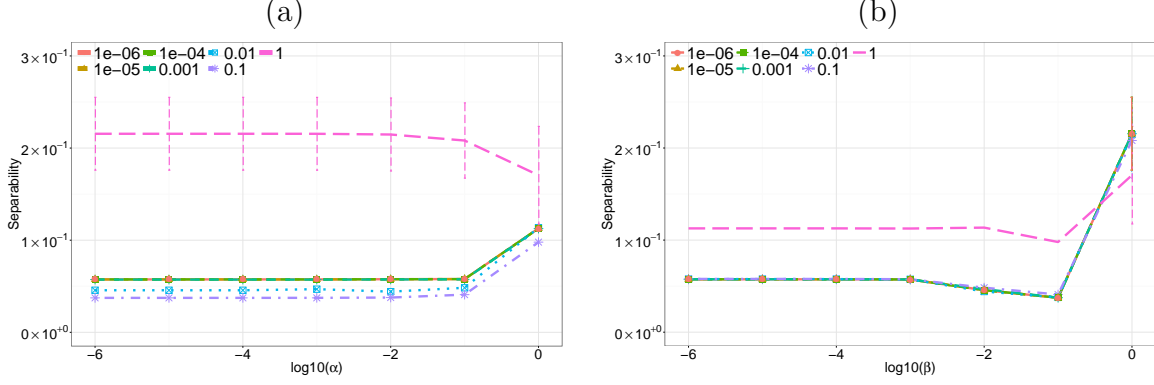 (a)
1e−06 1e−04 0.01 1
1e−05 0.001 0.1
3×10⁻¹
2×10⁻¹
1×10⁻¹
0×10⁺⁰
Separability
−6 −4 −2 0
log10(α)
(b)
1e−06 1e−04 0.01 1
1e−05 0.001 0.1
3×10⁻¹
2×10⁻¹
1×10⁻¹
0×10⁺⁰
Separability
−6 −4 −2 0
log10(β)